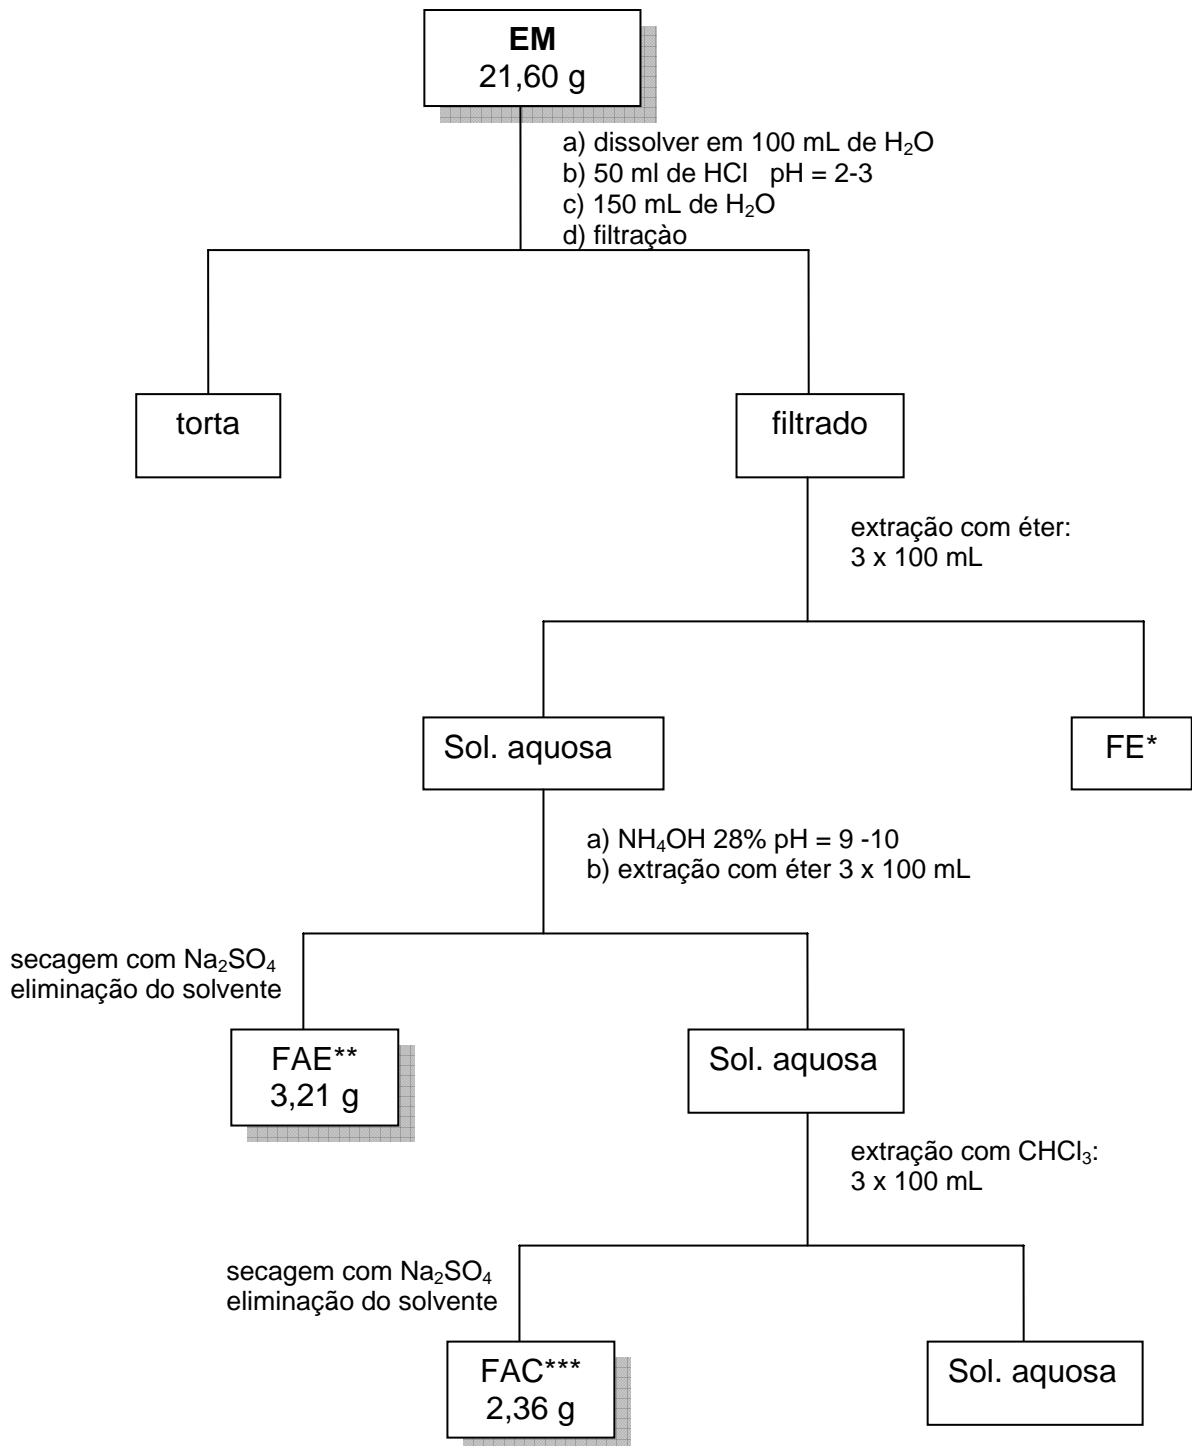 EM
21,60 g
a) dissolver em 100 mL de H₂O
b) 50 ml de HCl pH = 2-3
c) 150 mL de H₂O
d) filtraçào
torta
filtrado
extração com éter:
3 x 100 mL
Sol. aquosa
FE*
a) NH₄OH 28% pH = 9 -10
b) extração com éter 3 x 100 mL
secagem com Na₂SO₄
eliminação do solvente
FAE**
3,21 g
Sol. aquosa
extração com CHCl₃:
3 x 100 mL
secagem com Na₂SO₄
eliminação do solvente
FAC***
2,36 g
Sol. aquosa